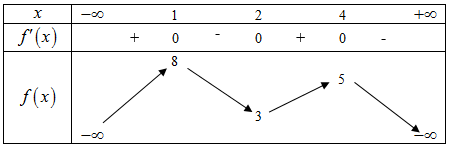 x −∞ 1 2 4 +∞
f′(x) + 0 - 0 + 0 -
8
5
f(x)
3
−∞ −∞